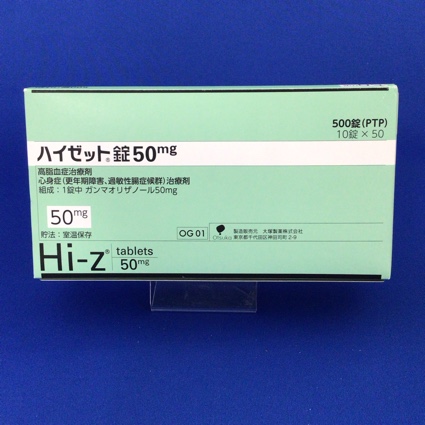 500錠(PTP)
10錠×50
ハイゼット®錠50mg
高脂血症治療剤
心身症(更年期障害、過敏性腸症候群)治療剤
組成:1錠中 ガンマオリザノール50mg
50mg
貯法:室温保存
Hi-z® tablets
50mg
OG 01
Otsuka
製造販売元 大塚製薬株式会社
東京都千代田区神田司町2-9